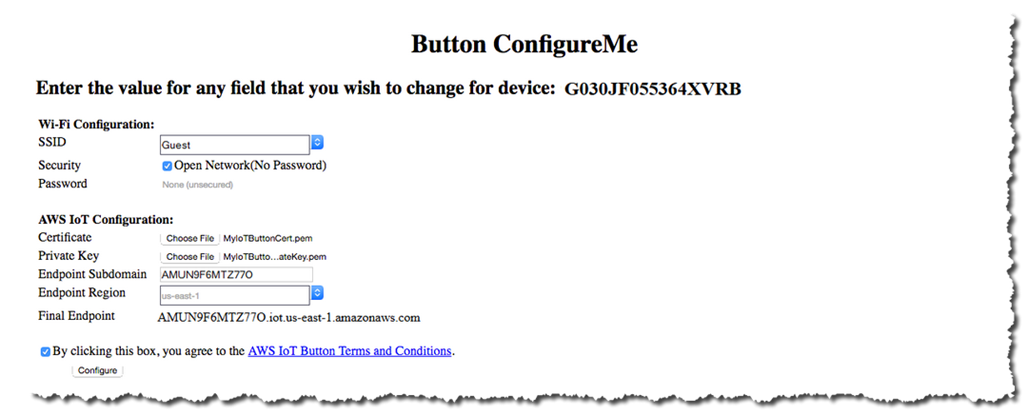 Button ConfigureMe
Enter the value for any field that you wish to change for device: G030JF055364XVRB
Wi-Fi Configuration:
SSID Guest
Security Open Network(No Password)
Password None (unsecured)
AWS IoT Configuration:
Certificate Choose File MyIoTButtonCert.pem
Private Key Choose File MyIoTButto...ateKey.pem
Endpoint Subdomain AMUN9F6MTZ77O
Endpoint Region us-east-1
Final Endpoint AMUN9F6MTZ77O.iot.us-east-1.amazonaws.com
By clicking this box, you agree to the AWS IoT Button Terms and Conditions.
Configure